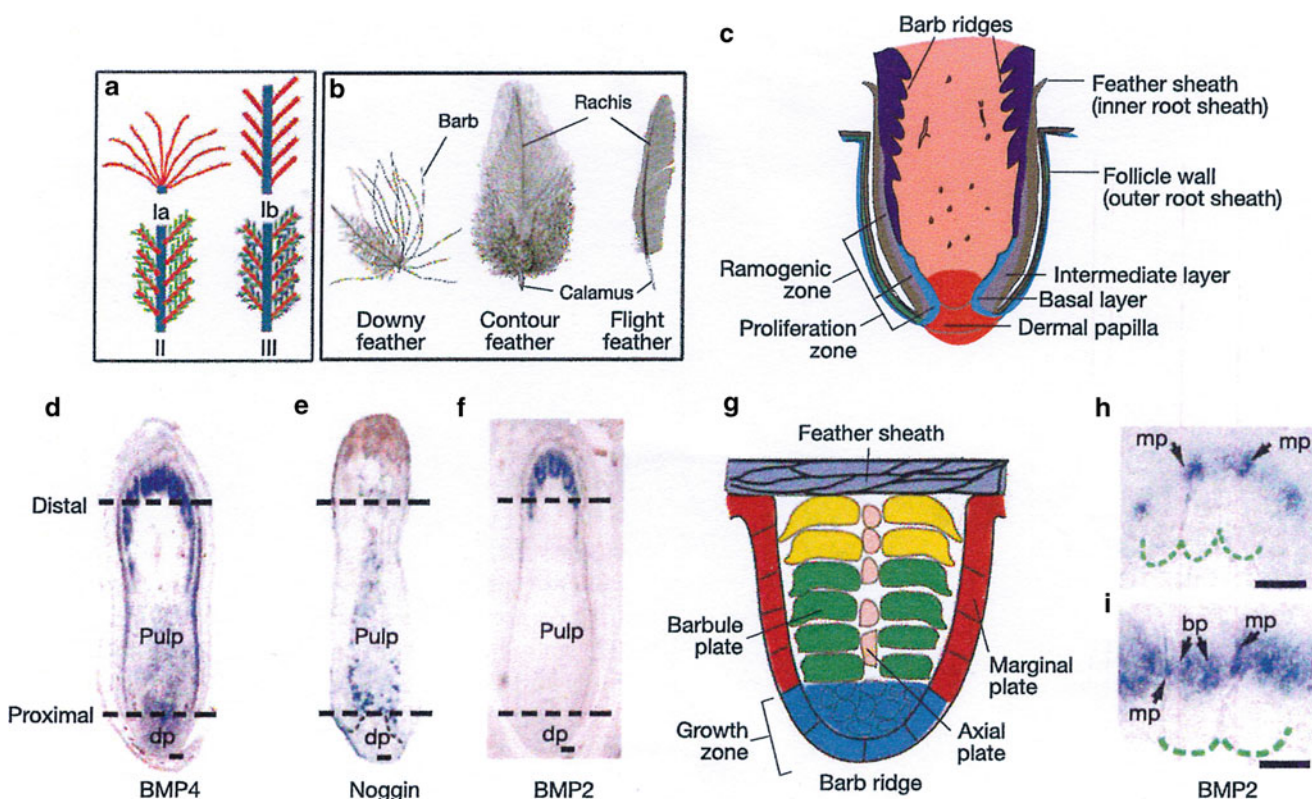 a
Ia
Ib
II
III
b
Barb
Rachis
Calamus
Downy
feather
Contour
feather
Flight
feather
c
Barb ridges
Feather sheath
(inner root sheath)
Follicle wall
(outer root sheath)
Ramogenic
zone
Proliferation
zone
Intermediate layer
Basal layer
Dermal papilla
d
Distal
Pulp
Proximal
dp
BMP4
e
Pulp
dp
Noggin
f
Pulp
dp
BMP2
g
Feather sheath
Barbule
plate
Marginal
plate
Growth
zone
Axial
plate
Barb ridge
h
mp
mp
i
bp
mp
mp
BMP2